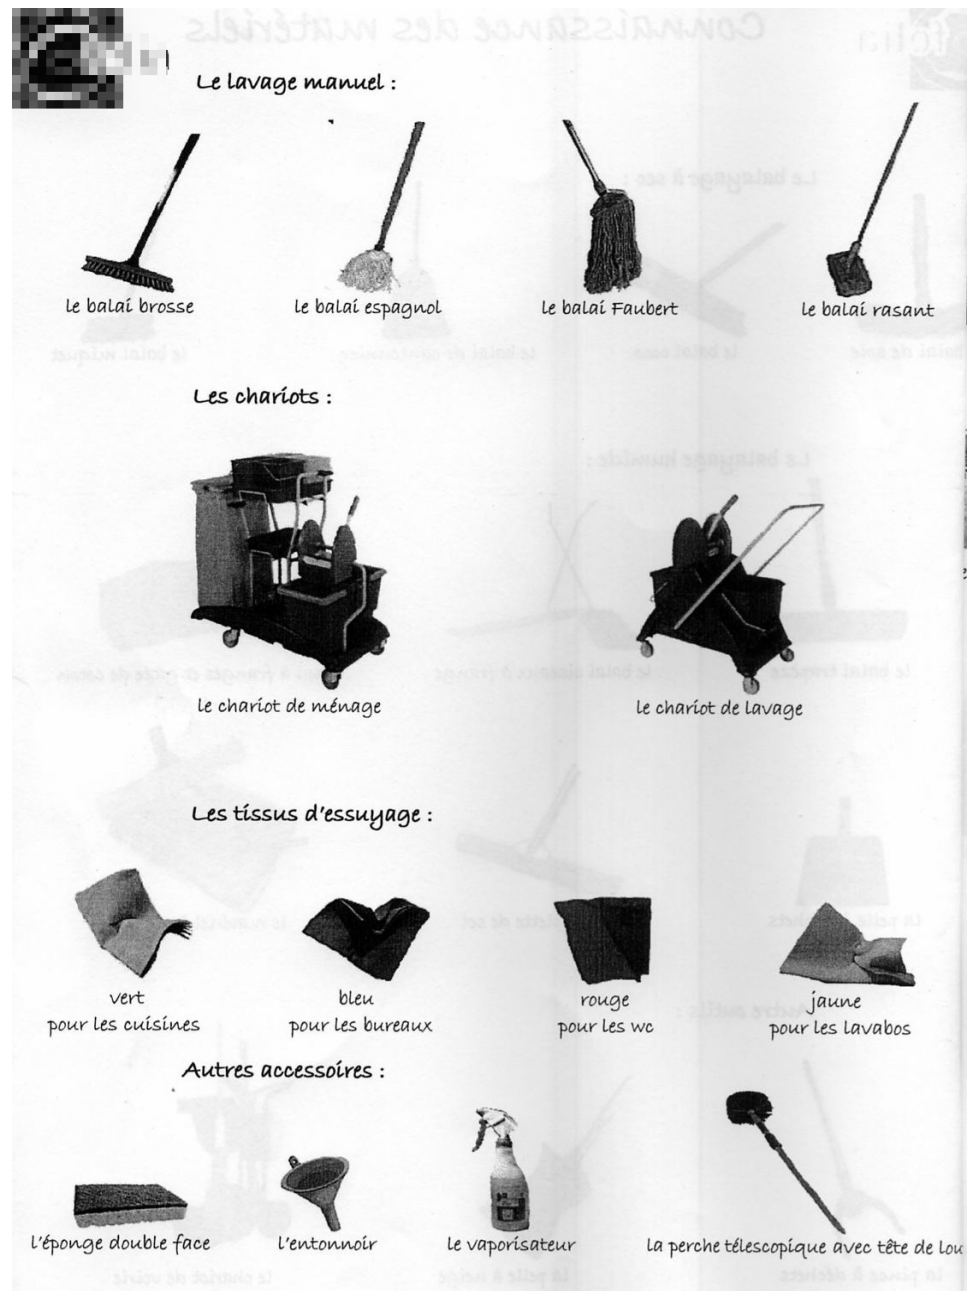 Le lavage manuel :
le balai brosse
le balai espagnol
le balai Faubert
le balai rasant
Les chariots :
le chariot de ménage
le chariot de lavage
Les tissus d'essuyage :
vert
pour les cuisines
bleu
pour les bureaux
rouge
pour les wc
jaune
pour les lavabos
Autres accessoires :
l'éponge double face
l'entonnoir
le vaporisateur
la perche télescopique avec tête de lou